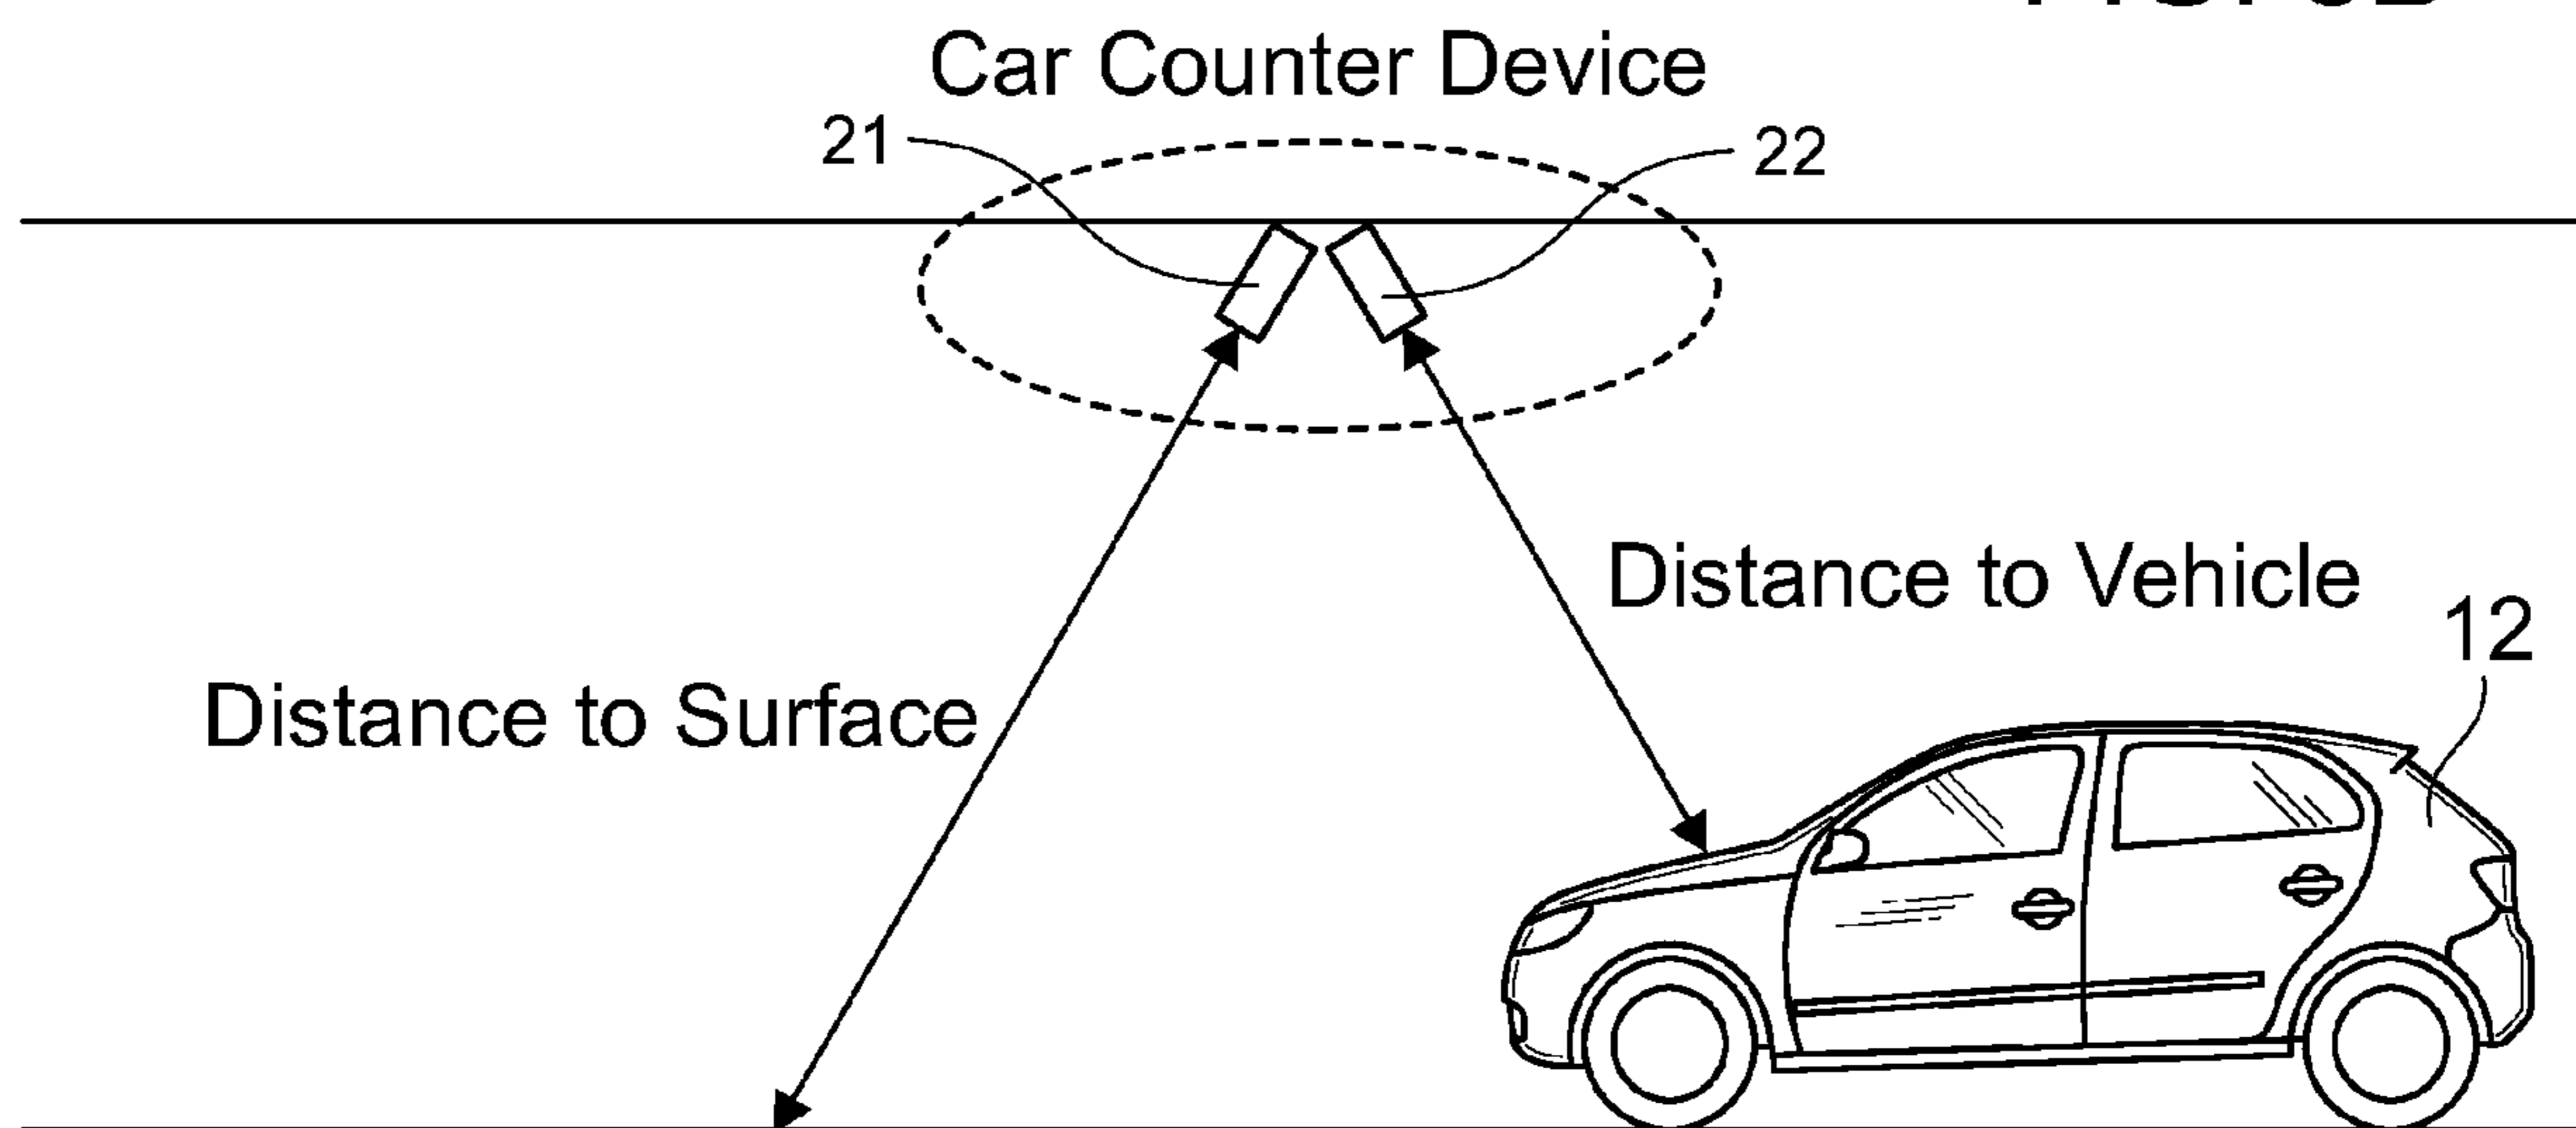 Car Counter Device
21
22
Distance to Vehicle
12
Distance to Surface